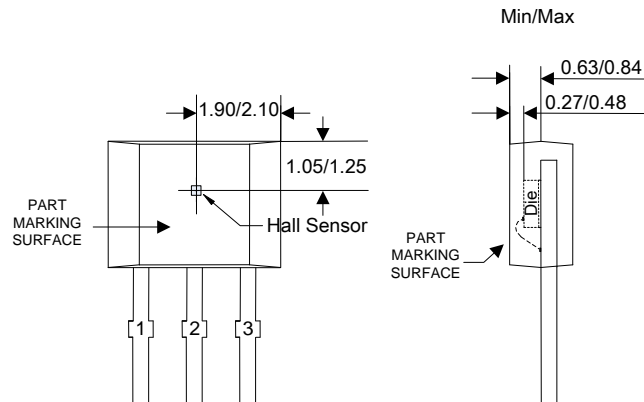 Min/Max
0.63/0.84
0.27/0.48
1.90/2.10
1.05/1.25
PART
MARKING
SURFACE
Hall Sensor
1 2 3
Die
PART
MARKING
SURFACE